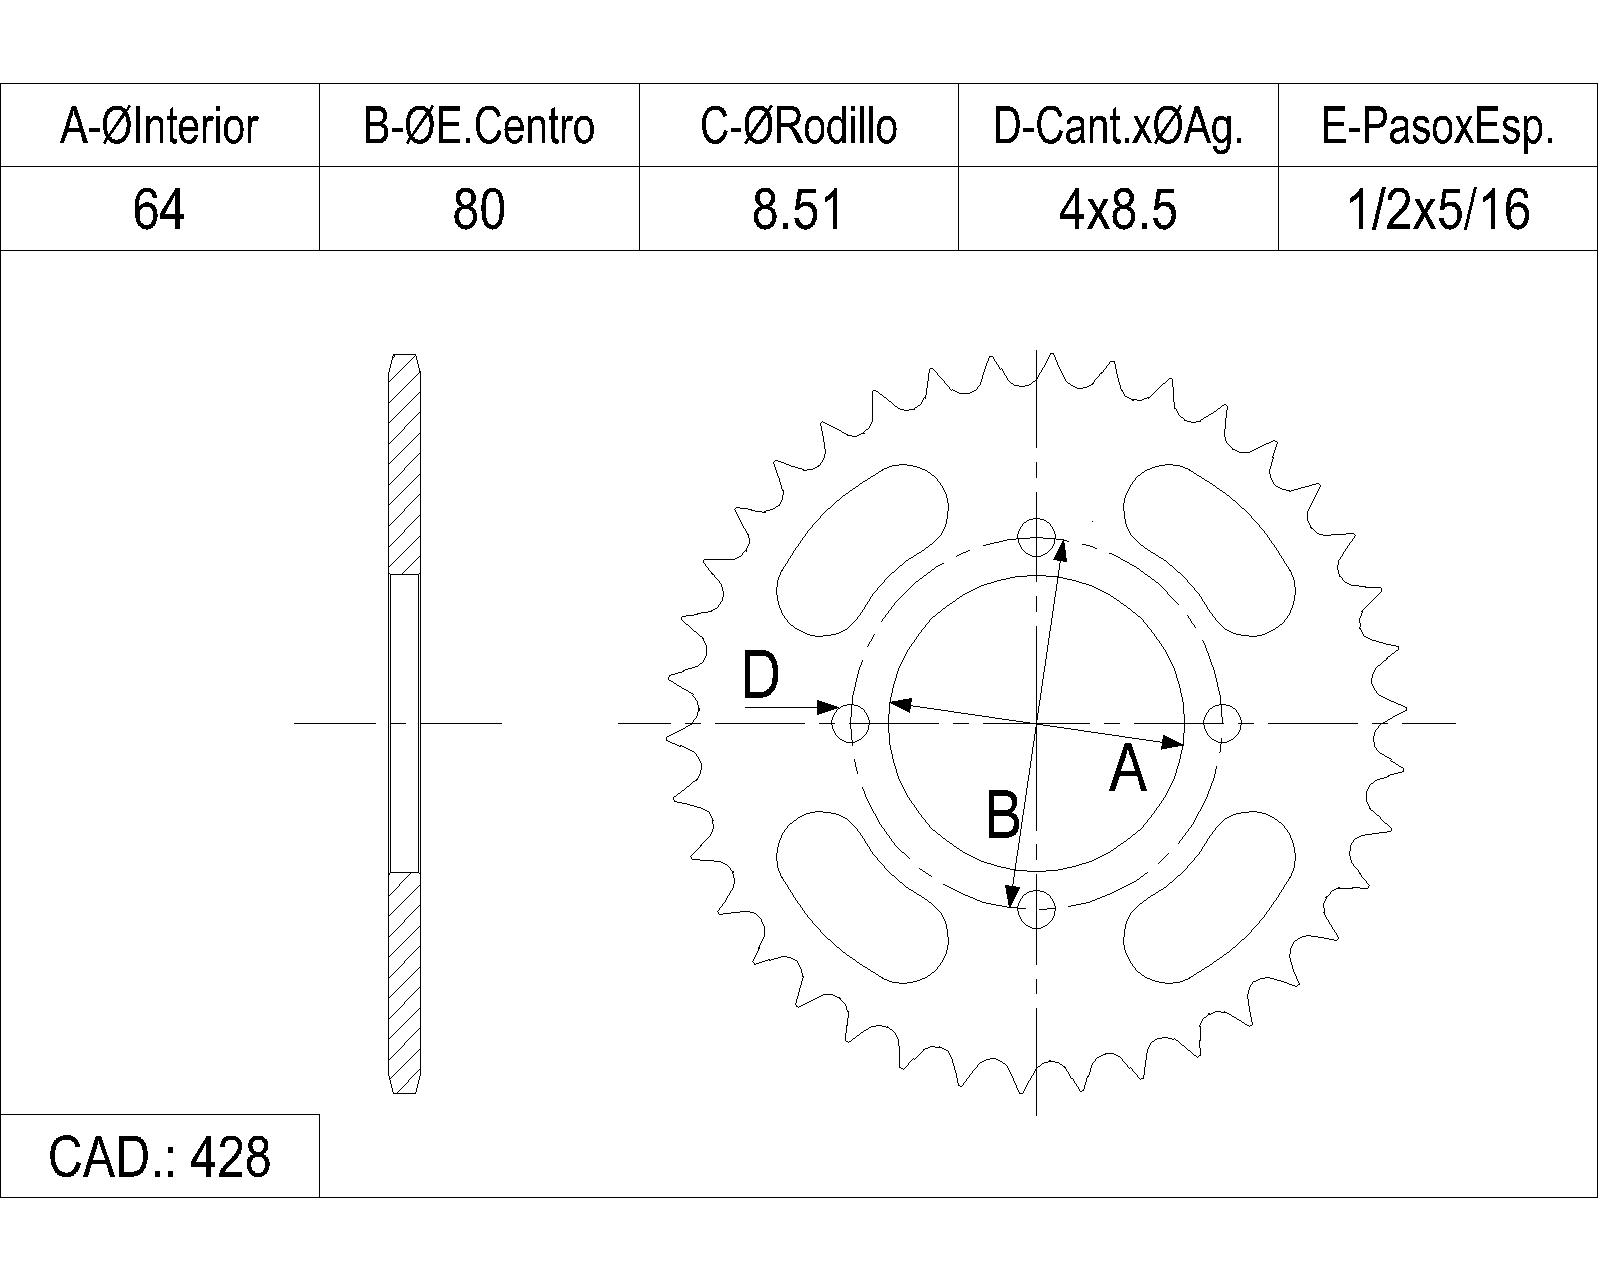 A-ØInterior B-ØE.Centro C-ØRodillo D-Cant.xØAg. E-PasoxEsp.
64 80 8.51 4x8.5 1/2x5/16
D
A
B
CAD.: 428